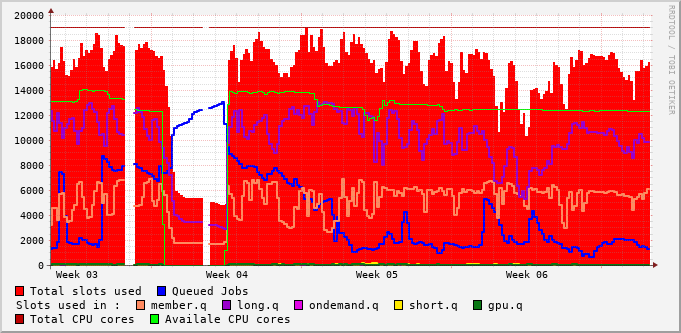 20000
18000
16000
14000
12000
10000
8000
6000
4000
2000
0
Week 03 Week 04 Week 05 Week 06
Total slots used Queued Jobs
Slots used in : member.q long.q ondemand.q short.q gpu.q
Total CPU cores Availale CPU cores
RRDTOOL / TOBI OETIKER